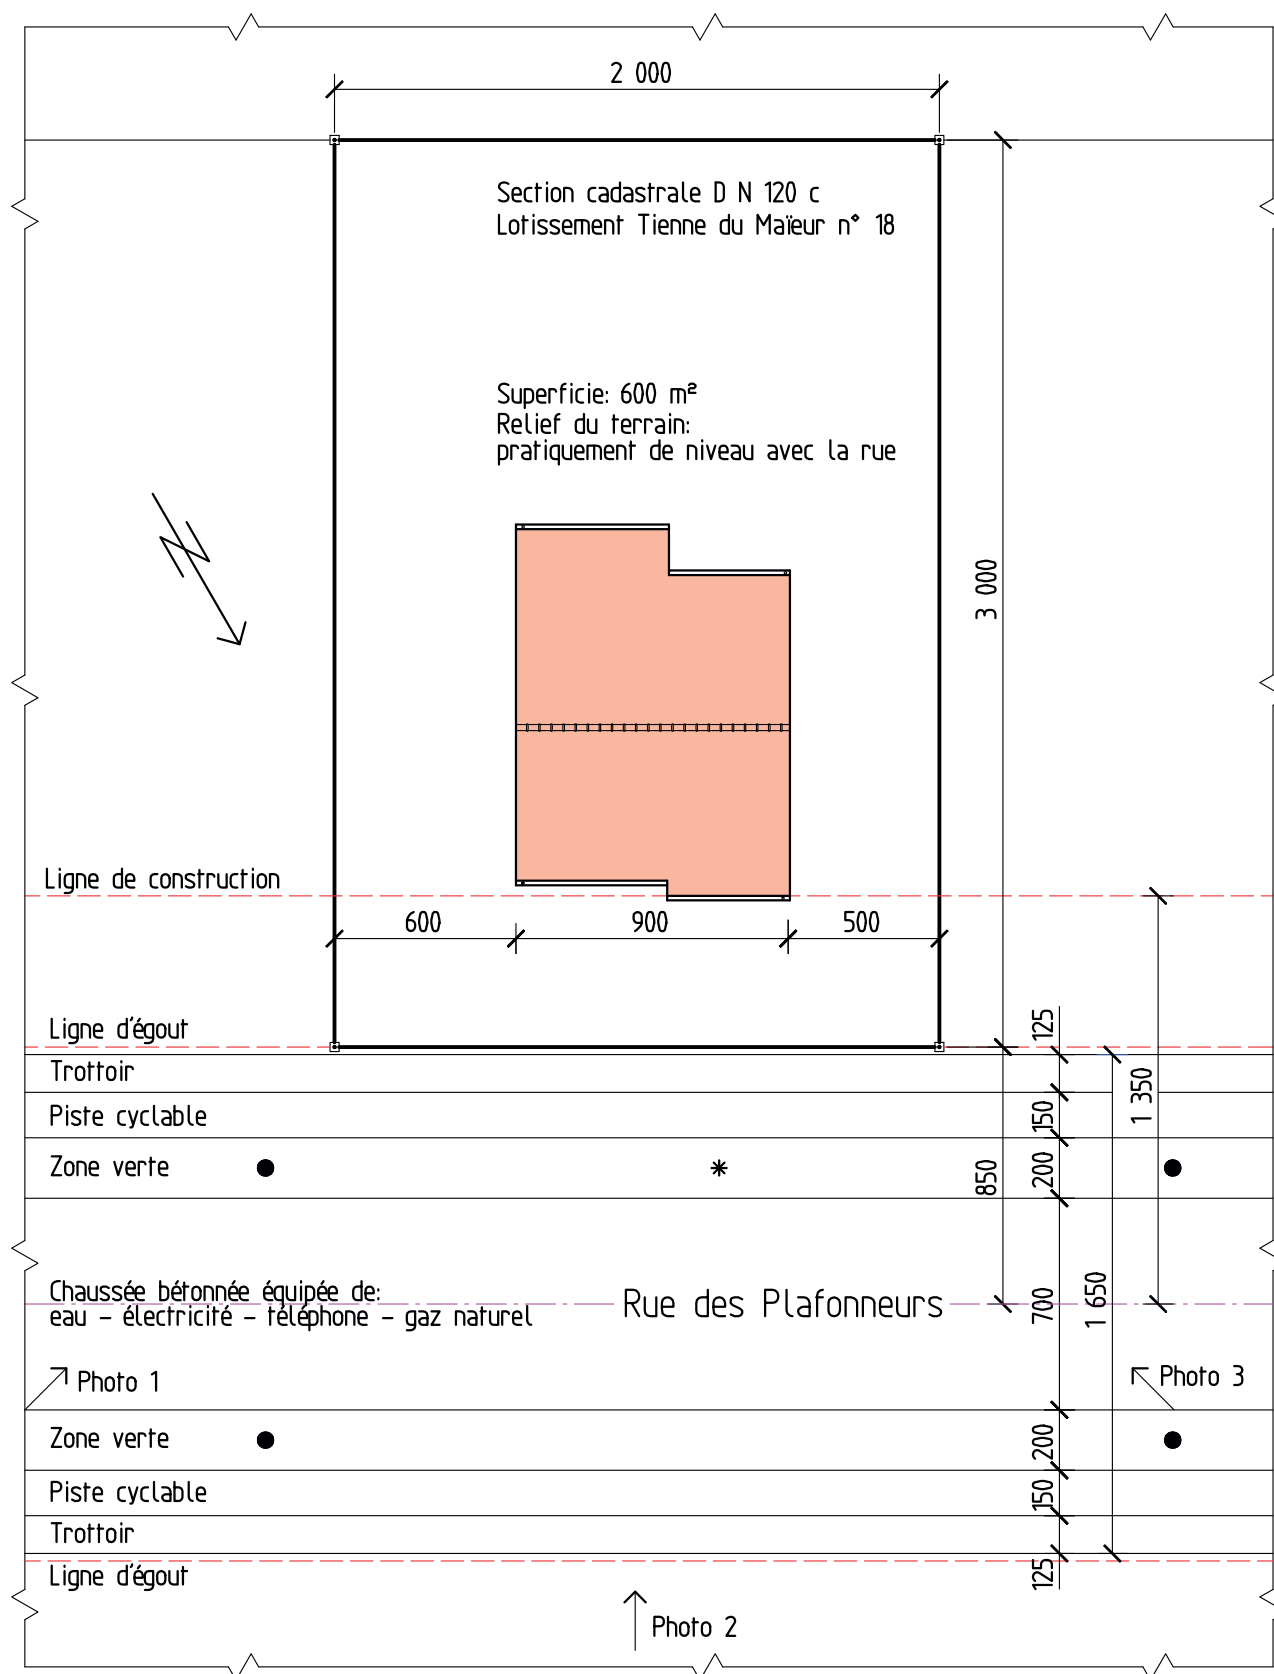 2 000
Section cadastrale D N 120 c
Lotissement Tienne du Maïeur n° 18
Superficie: 600 m²
Relief du terrain:
pratiquement de niveau avec la rue
3 000
Ligne de construction
600
900
500
Ligne d'égout
125
Trottoir
1 350
Piste cyclable
150
Zone verte
200
850
Chaussée bétonnée équipée de:
eau – électricité – téléphone – gaz naturel
Rue des Plafonneurs
700
1 650
Photo 1
Photo 3
Zone verte
200
Piste cyclable
150
Trottoir
Ligne d'égout
125
Photo 2